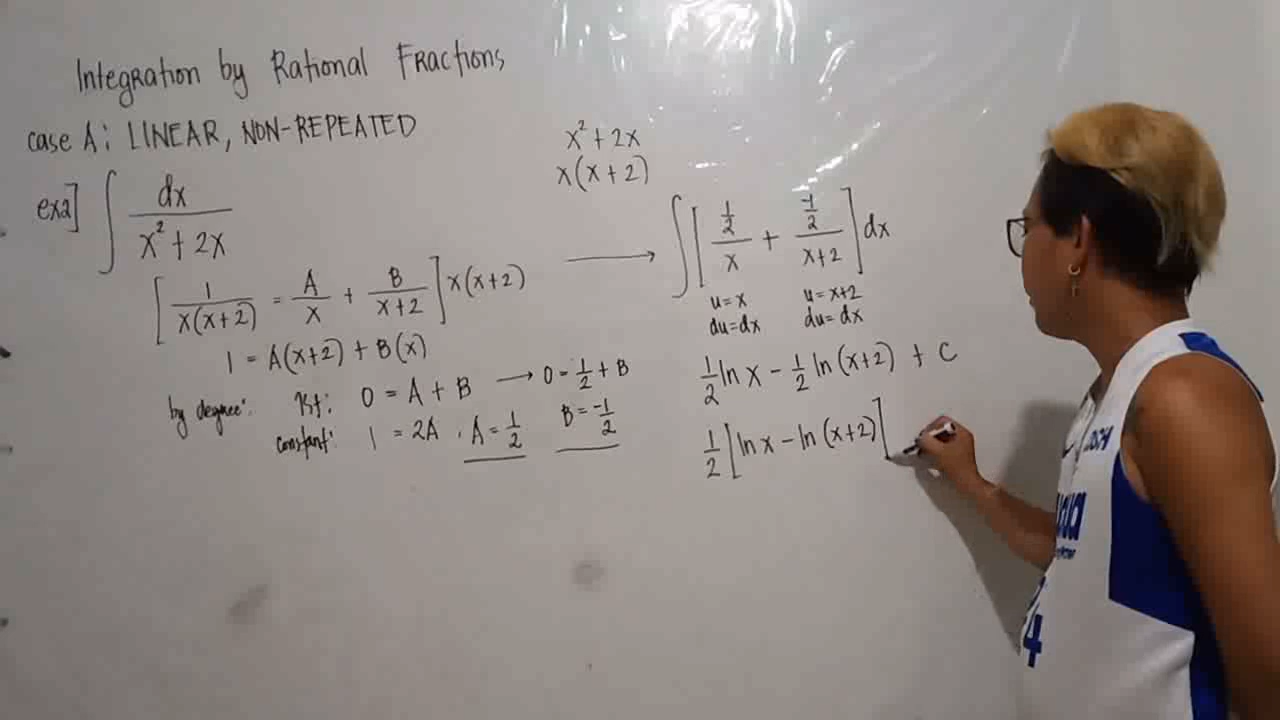 Integration by Rational Fractions
case A: LINEAR, NON-REPEATED
ex2] ∫ dx / (x² + 2x)
x² + 2x
x(x+2)
[ 1 / (x(x+2)) = A/x + B/(x+2) ] x(x+2)
1 = A(x+2) + B(x)
by degree: 1st: 0 = A + B → 0 = 1/2 + B
constant: 1 = 2A, A = 1/2 B = -1/2
→ ∫ [ (1/2)/x + (-1/2)/(x+2) ] dx
u = x u = x+2
du = dx du = dx
1/2 ln x - 1/2 ln (x+2) + C
1/2 [ ln x - ln (x+2) ]
4